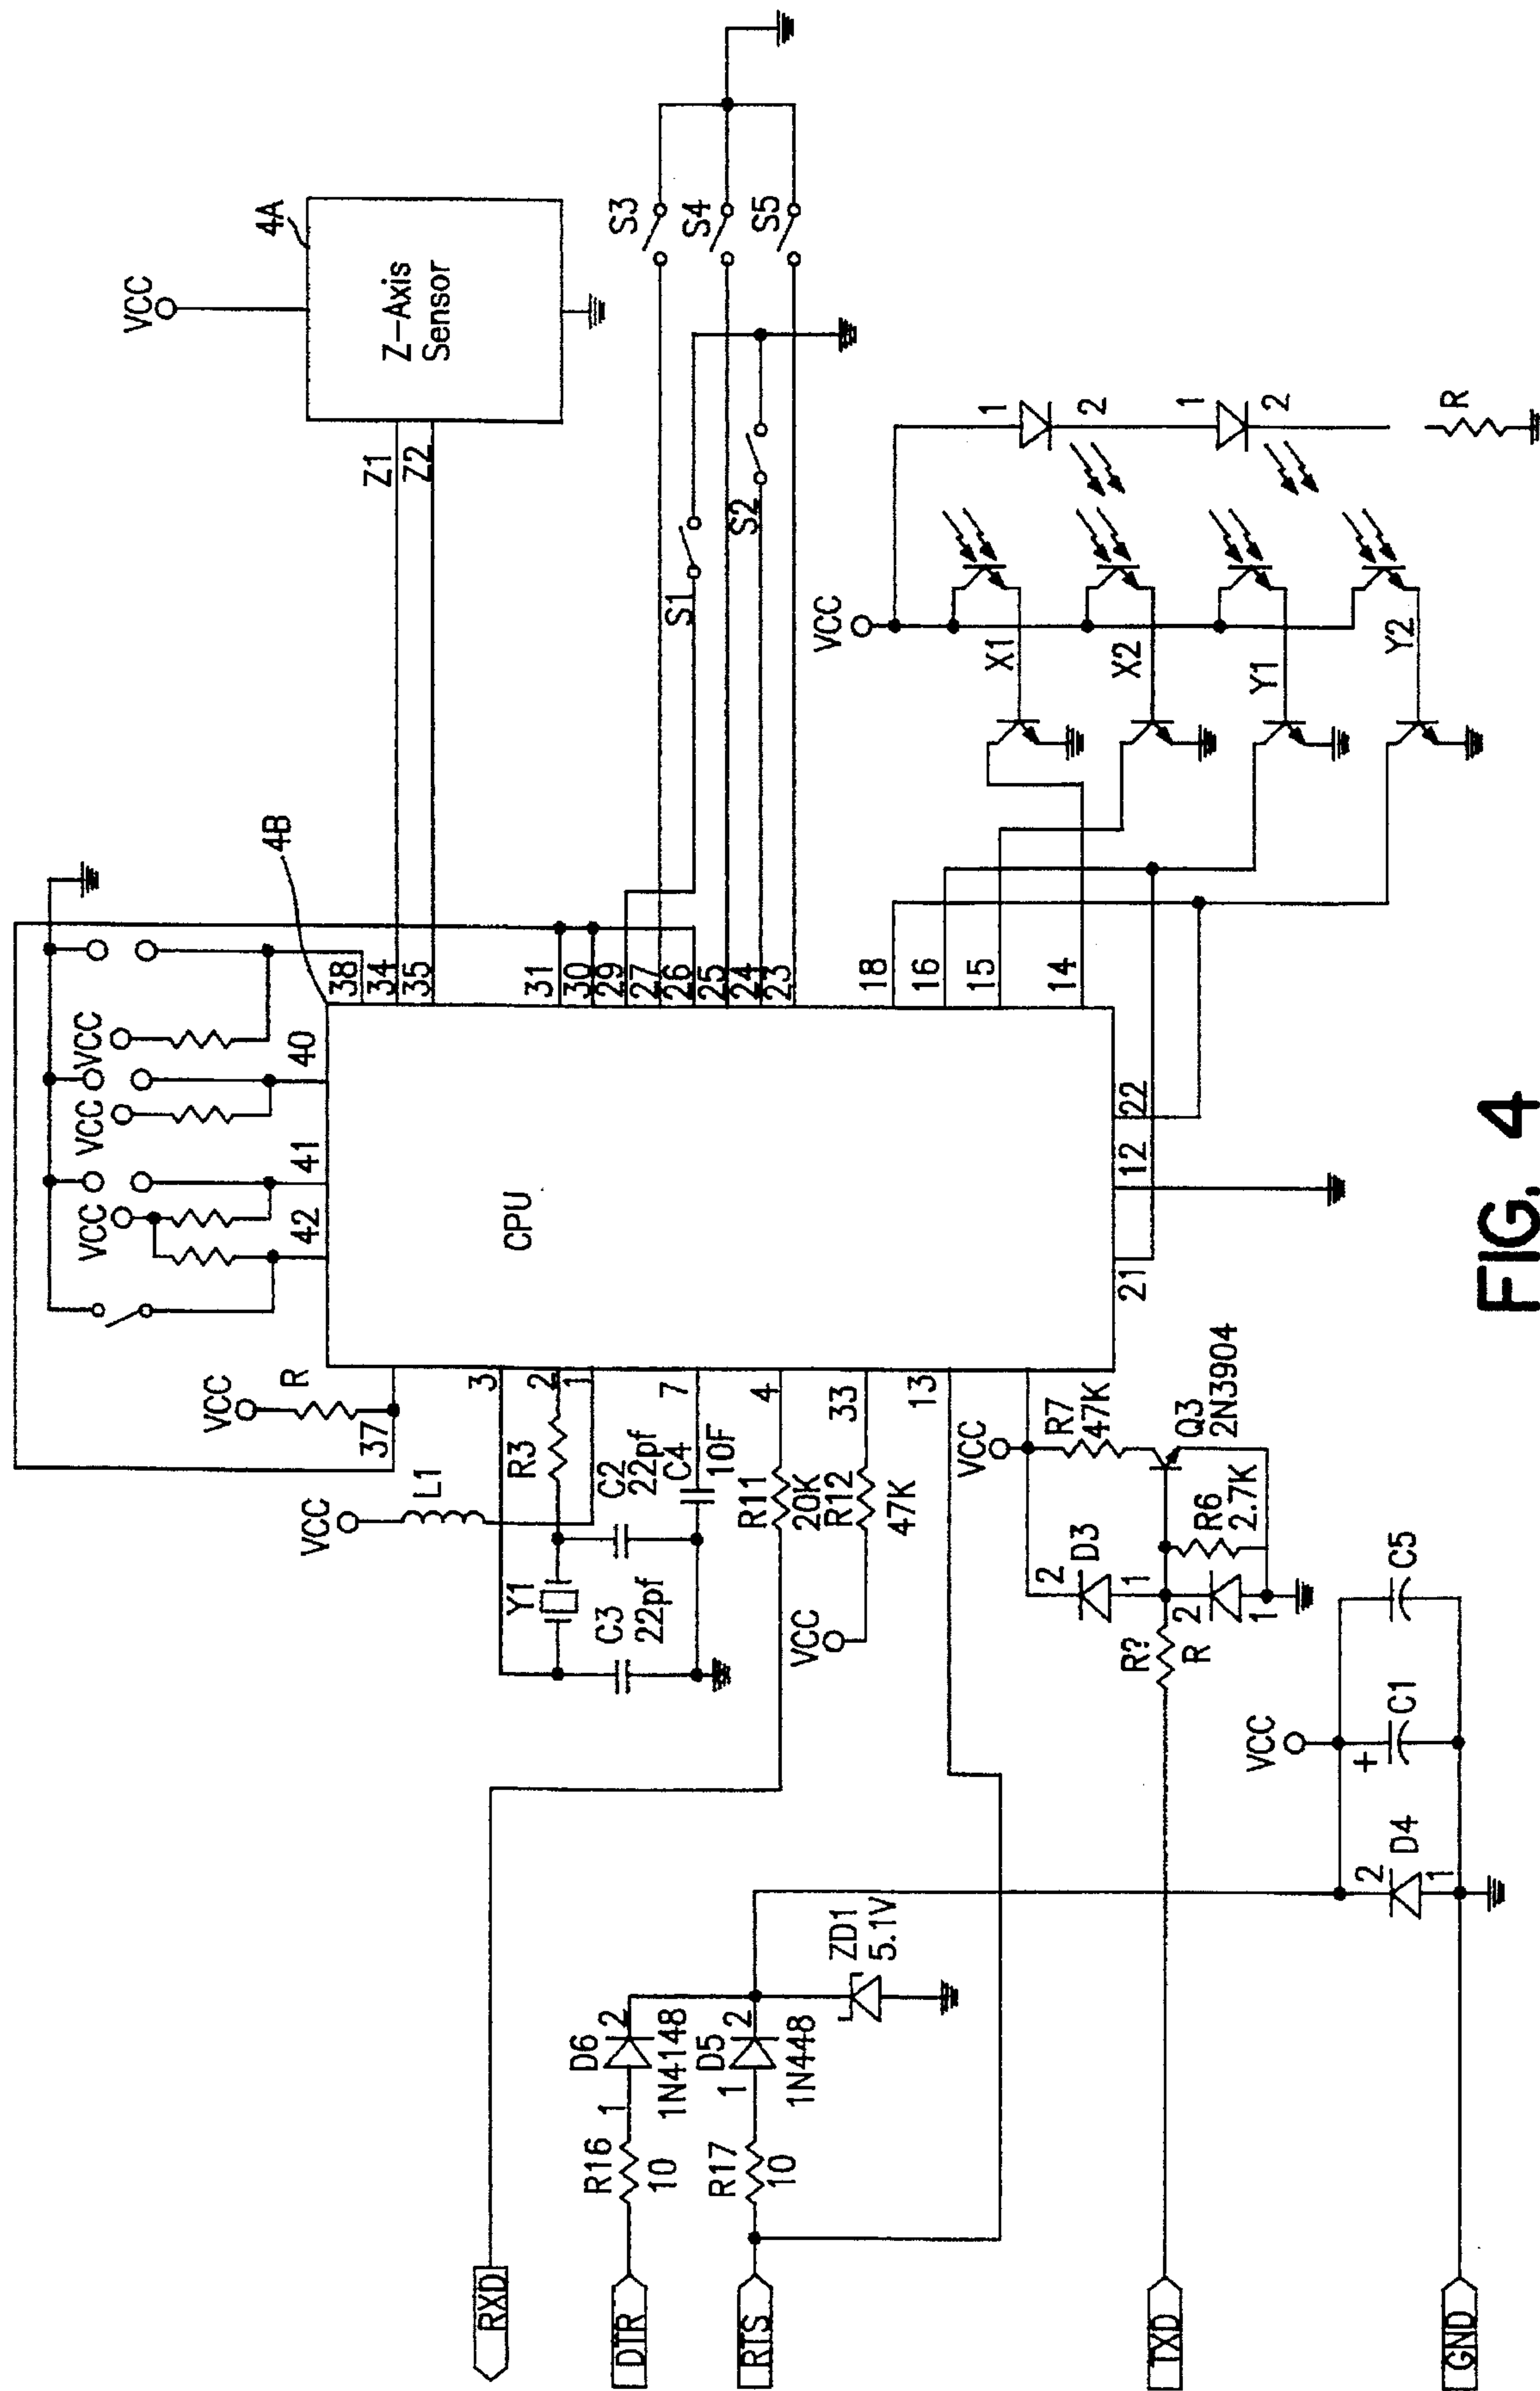 VCC
4A
Z-Axis
Sensor
Z1
Z2
S3
S4
S5
S1
S2
4B
VCC
VCC
VCC
42
41
40
38
34
35
31
30
29
27
26
25
24
23
18
16
15
14
CPU
21
12
22
VCC
R
37
VCC
L1
3
2
1
7
4
33
13
R3
Y1
C2
22pf
C3
22pf
C4
10F
R11
20K
R12
47K
VCC
VCC
R7
47K
Q3
2N3904
D3
2
1
R6
2.7K
2
1
R?
R
VCC
X1
X2
Y1
Y2
1
2
1
2
R
RXD
DTR
R16
10
1
D6
2
1N4148
RTS
R17
10
1
D5
2
1N448
ZD1
5.1V
TXD
GND
VCC
2
D4
1
+
C1
C5
FIG. 4